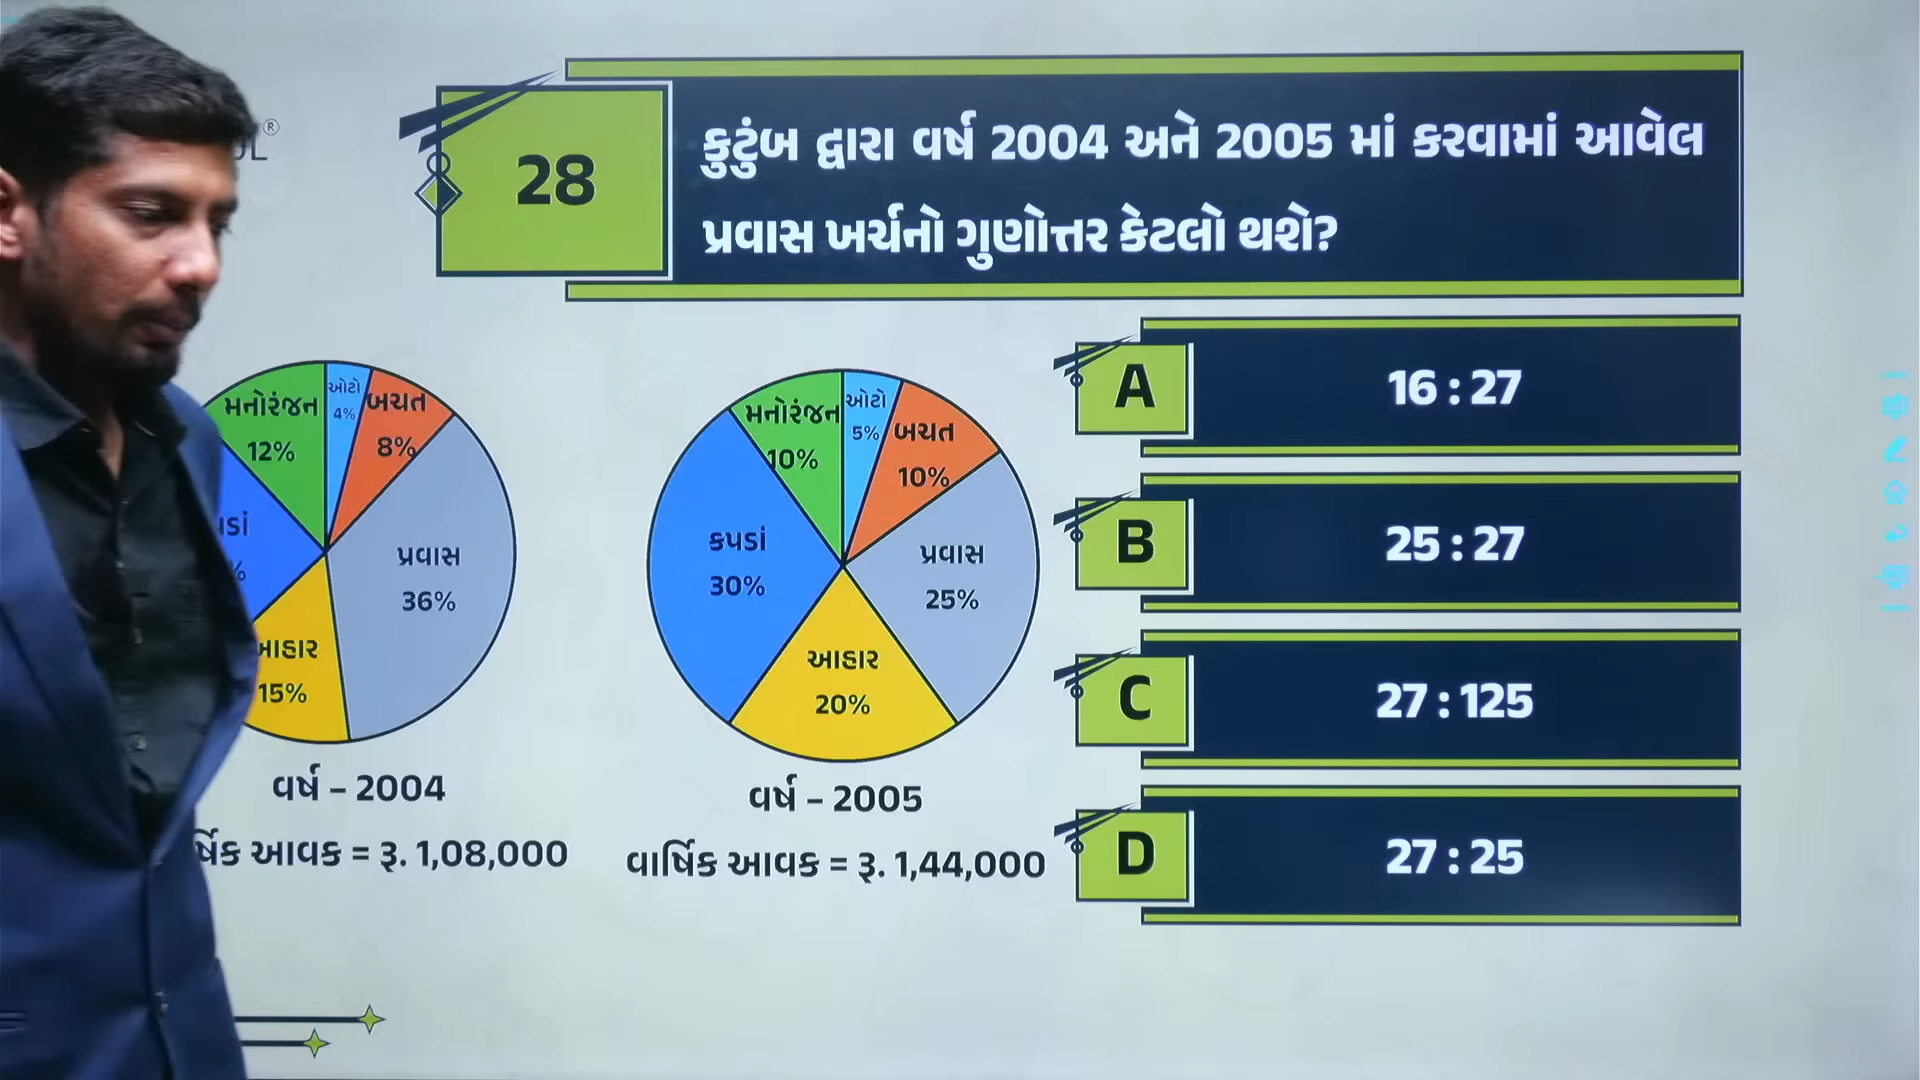 28
કુટુંબ દ્વારા વર્ષ 2004 અને 2005 માં કરવામાં આવેલ
પ્રવાસ ખર્ચનો ગુણોત્તર કેટલો થશે?
મનોરંજન
12%
ઓટો
4%
બચત
8%
પ્રવાસ
36%
15%
વર્ષ – 2004
આવક = રૂ. 1,08,000
મનોરંજન
10%
ઓટો
5%
બચત
10%
કપડાં
30%
પ્રવાસ
25%
આહાર
20%
વર્ષ – 2005
વાર્ષિક આવક = રૂ. 1,44,000
A
16 : 27
B
25 : 27
C
27 : 125
D
27 : 25